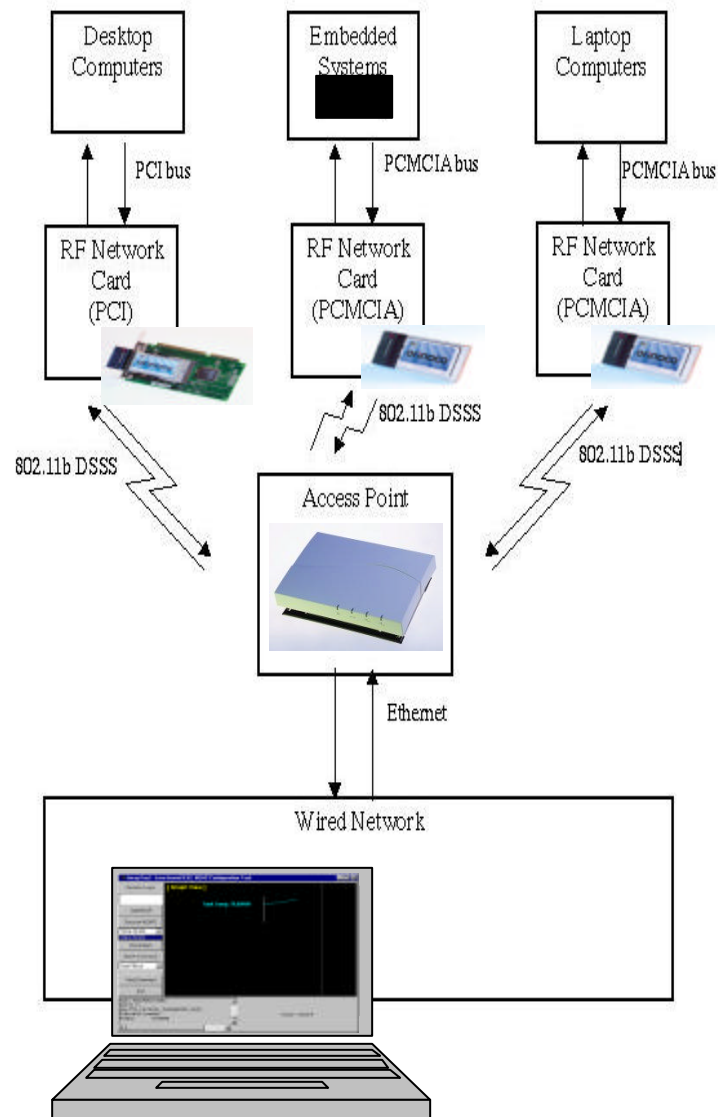 Desktop
Computers
Embedded
Systems
Laptop
Computers
PCI bus
PCMCIA bus
PCMCIA bus
RF Network
Card
(PCI)
RF Network
Card
(PCMCIA)
RF Network
Card
(PCMCIA)
802.11b DSSS
802.11b DSSS
802.11b DSSS
Access Point
Ethernet
Wired Network